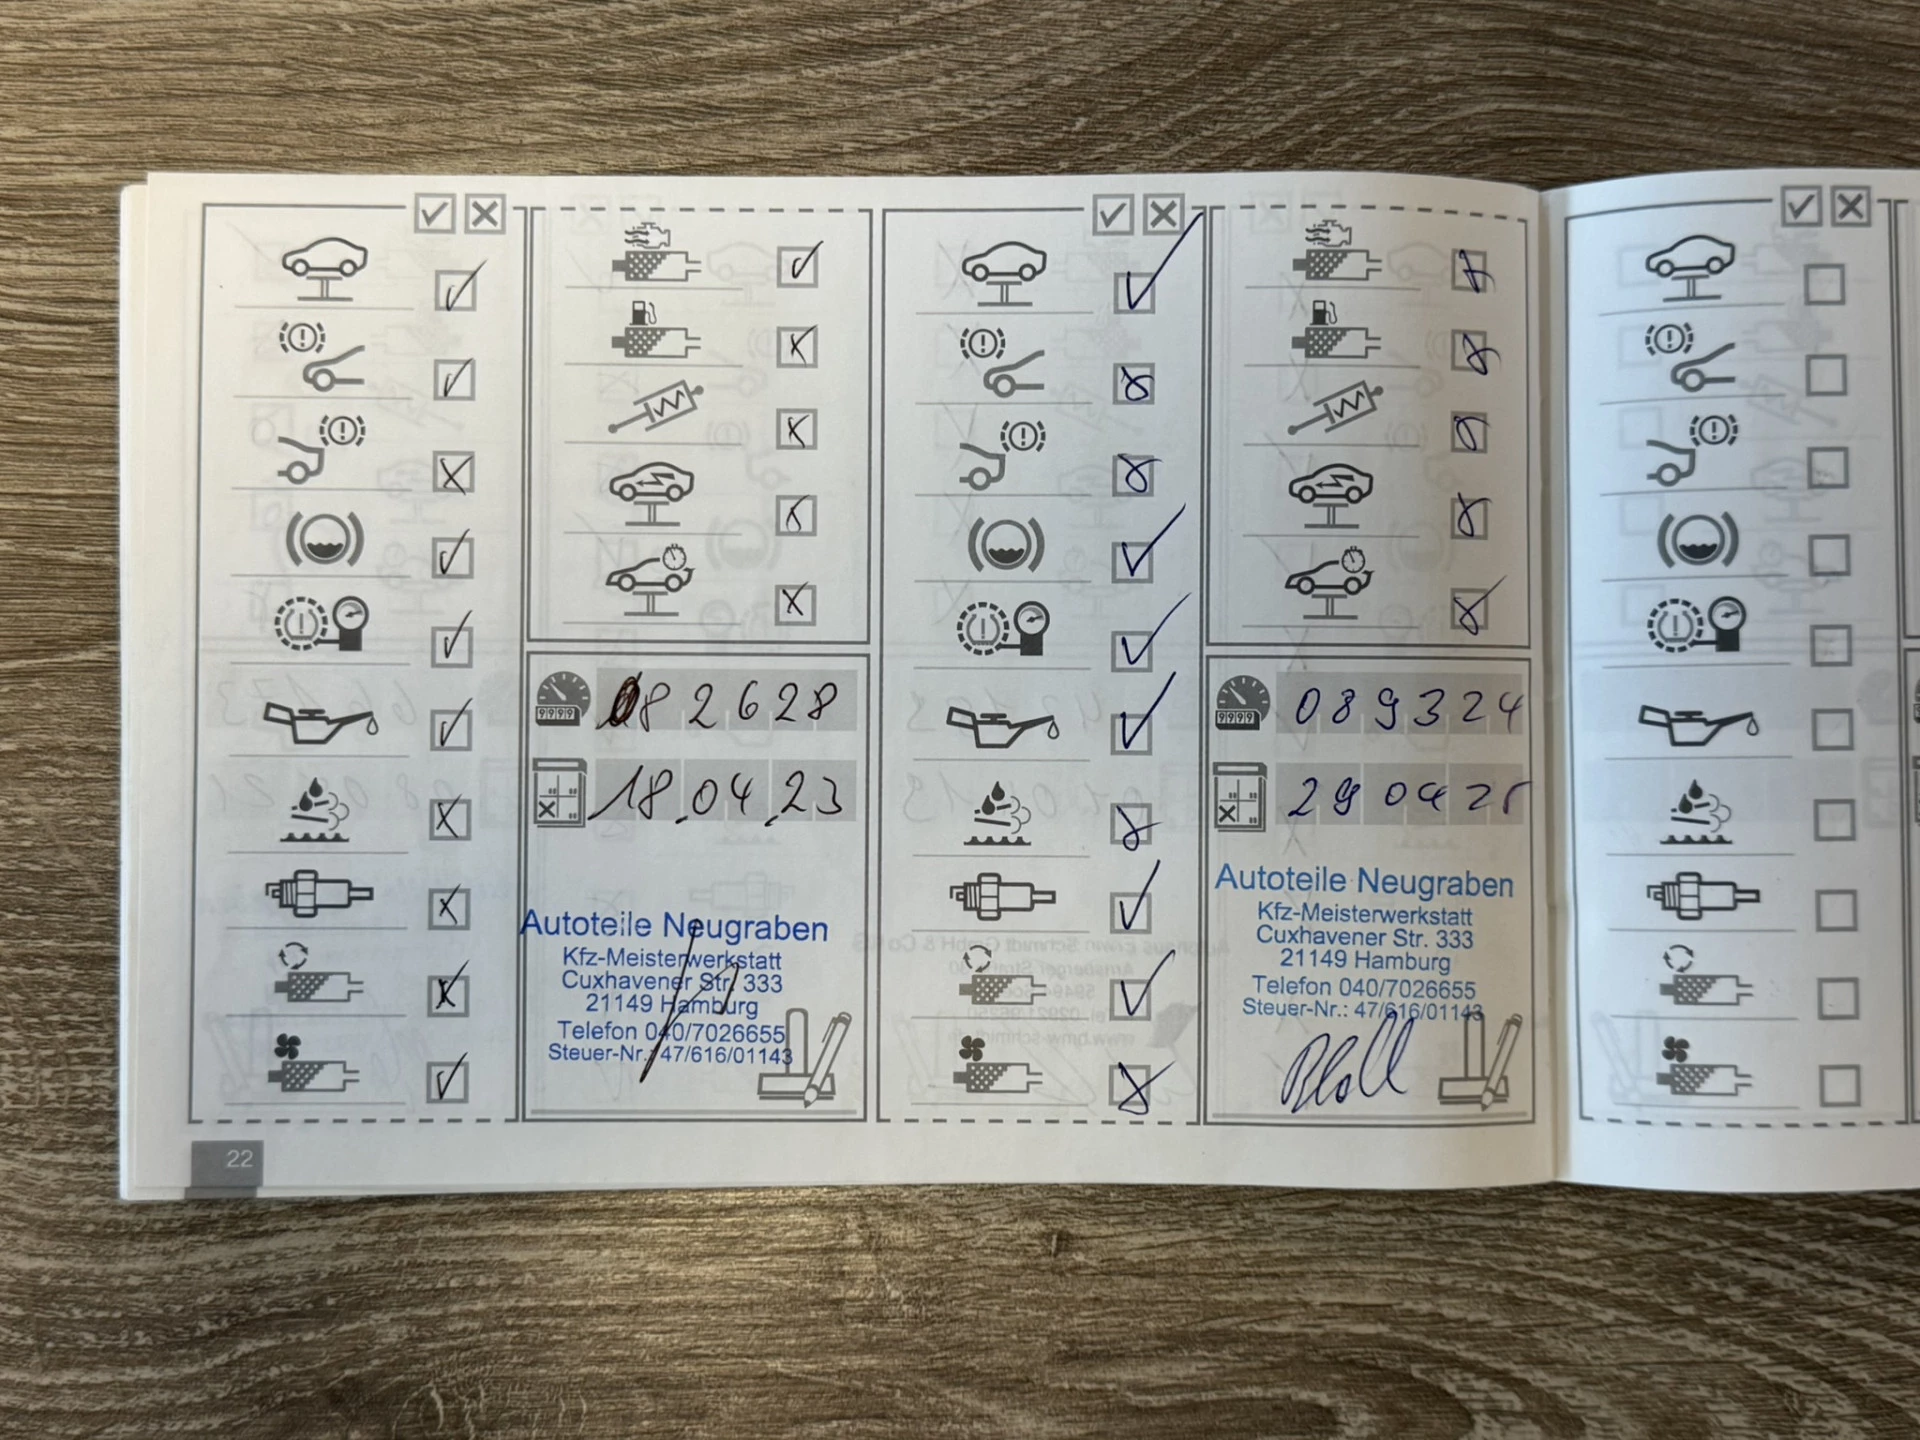 082628
18.04.23
Autoteile Neugraben
Kfz-Meisterwerkstatt
Cuxhavener Str. 333
21149 Hamburg
Telefon 040/7026655
Steuer-Nr.: 47/616/01143
22
089324
290425
Autoteile Neugraben
Kfz-Meisterwerkstatt
Cuxhavener Str. 333
21149 Hamburg
Telefon 040/7026655
Steuer-Nr.: 47/616/01143